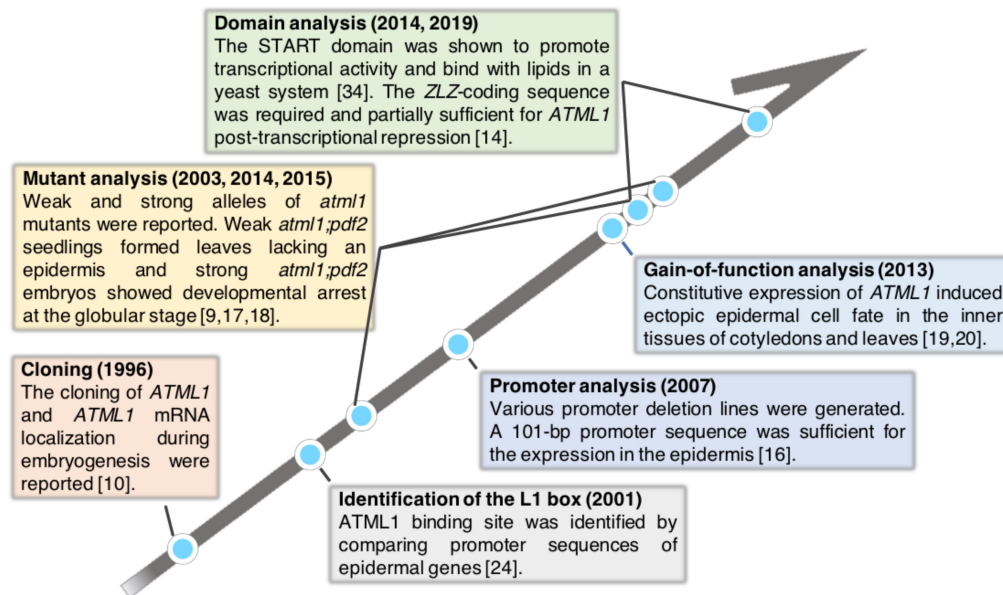 Domain analysis (2014, 2019)
The START domain was shown to promote
transcriptional activity and bind with lipids in a
yeast system [34]. The ZLZ-coding sequence
was required and partially sufficient for ATML1
post-transcriptional repression [14].
Mutant analysis (2003, 2014, 2015)
Weak and strong alleles of atml1
mutants were reported. Weak atml1;pdf2
seedlings formed leaves lacking an
epidermis and strong atml1;pdf2
embryos showed developmental arrest
at the globular stage [9,17,18].
Gain-of-function analysis (2013)
Constitutive expression of ATML1 induced
ectopic epidermal cell fate in the inner
tissues of cotyledons and leaves [19,20].
Cloning (1996)
The cloning of ATML1
and ATML1 mRNA
localization during
embryogenesis were
reported [10].
Promoter analysis (2007)
Various promoter deletion lines were generated.
A 101-bp promoter sequence was sufficient for
the expression in the epidermis [16].
Identification of the L1 box (2001)
ATML1 binding site was identified by
comparing promoter sequences of
epidermal genes [24].